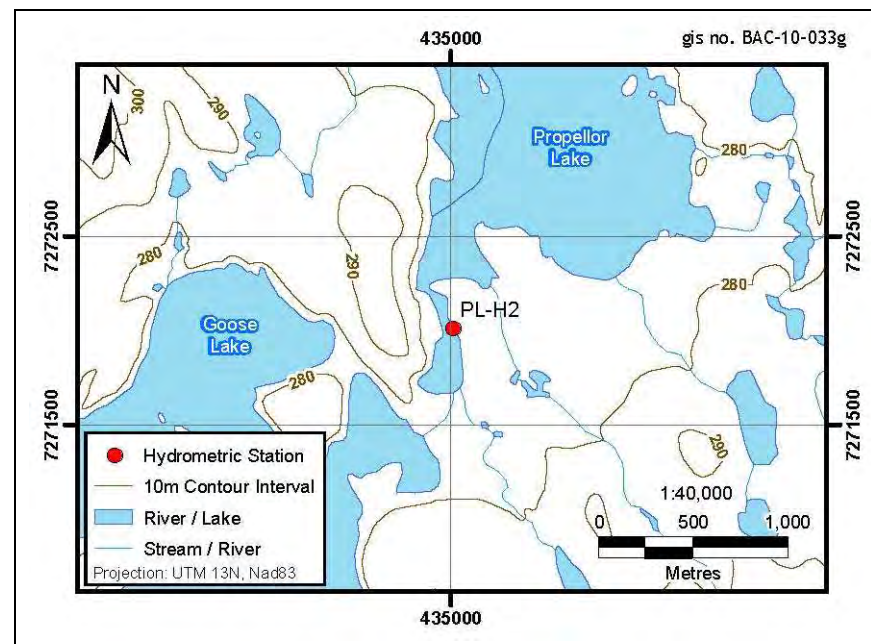 435000
gis no. BAC-10-033g
N
300
290
Propellor
Lake
280
7272500
7272500
280
290
280
PL-H2
Goose
Lake
280
7271500
7271500
290
Hydrometric Station
10m Contour Interval
River / Lake
Stream / River
Projection: UTM 13N, Nad83
1:40,000
0 500 1,000
Metres
435000